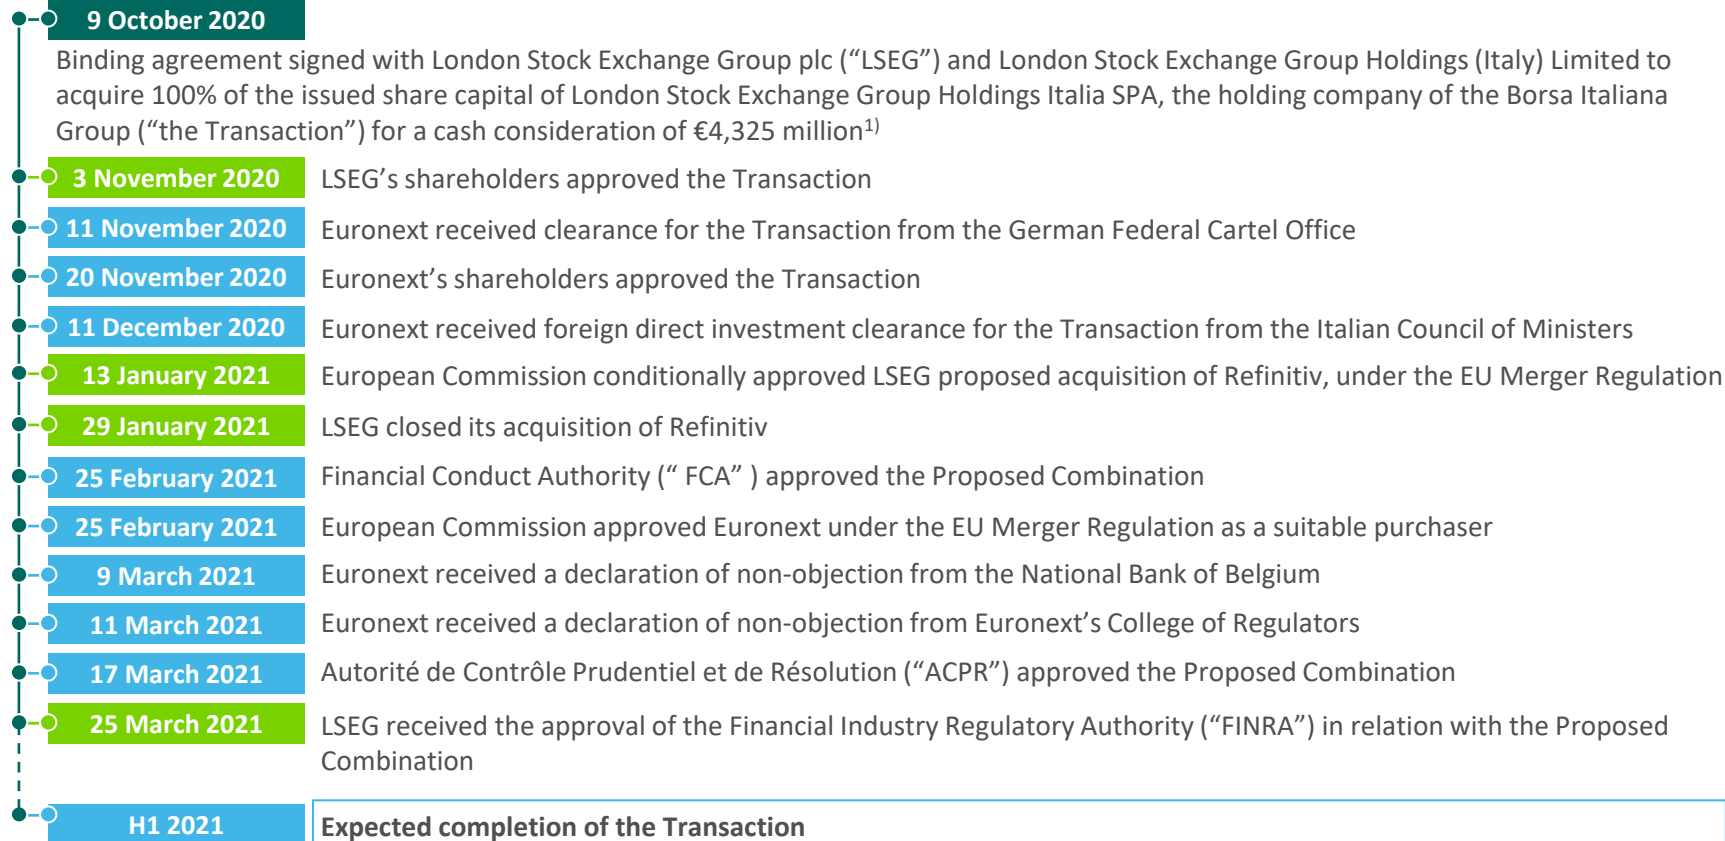 9 October 2020
Binding agreement signed with London Stock Exchange Group plc (“LSEG”) and London Stock Exchange Group Holdings (Italy) Limited to
acquire 100% of the issued share capital of London Stock Exchange Group Holdings Italia SPA, the holding company of the Borsa Italiana
Group (“the Transaction”) for a cash consideration of €4,325 million1)
3 November 2020 LSEG’s shareholders approved the Transaction
11 November 2020 Euronext received clearance for the Transaction from the German Federal Cartel Office
20 November 2020 Euronext’s shareholders approved the Transaction
11 December 2020 Euronext received foreign direct investment clearance for the Transaction from the Italian Council of Ministers
13 January 2021 European Commission conditionally approved LSEG proposed acquisition of Refinitiv, under the EU Merger Regulation
29 January 2021 LSEG closed its acquisition of Refinitiv
25 February 2021 Financial Conduct Authority (“ FCA” ) approved the Proposed Combination
25 February 2021 European Commission approved Euronext under the EU Merger Regulation as a suitable purchaser
9 March 2021 Euronext received a declaration of non-objection from the National Bank of Belgium
11 March 2021 Euronext received a declaration of non-objection from Euronext’s College of Regulators
17 March 2021 Autorité de Contrôle Prudentiel et de Résolution (“ACPR”) approved the Proposed Combination
25 March 2021 LSEG received the approval of the Financial Industry Regulatory Authority (“FINRA”) in relation with the Proposed
Combination
H1 2021 Expected completion of the Transaction